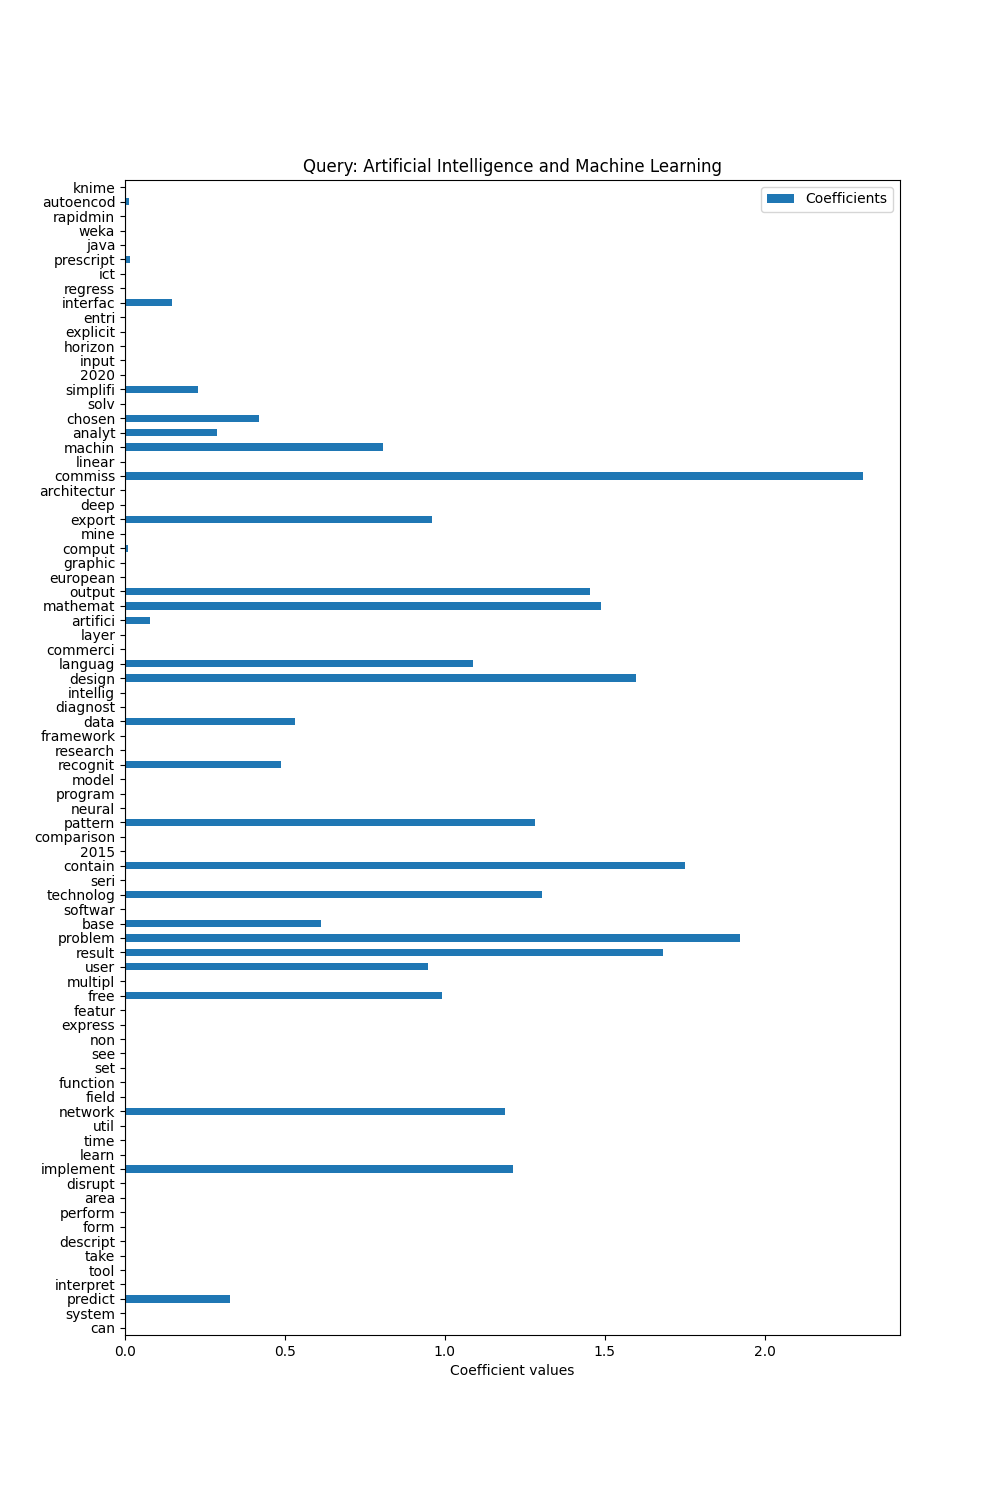 Query: Artificial Intelligence and Machine Learning
Coefficients
knime
autoencod
rapidmin
weka
java
prescript
ict
regress
interfac
entri
explicit
horizon
input
2020
simplifi
solv
chosen
analyt
machin
linear
commiss
architectur
deep
export
mine
comput
graphic
european
output
mathemat
artifici
layer
commerci
languag
design
intellig
diagnost
data
framework
research
recognit
model
program
neural
pattern
comparison
2015
contain
seri
technolog
softwar
base
problem
result
user
multipl
free
featur
express
non
see
set
function
field
network
util
time
learn
implement
disrupt
area
perform
form
descript
take
tool
interpret
predict
system
can
0.0 0.5 1.0 1.5 2.0
Coefficient values